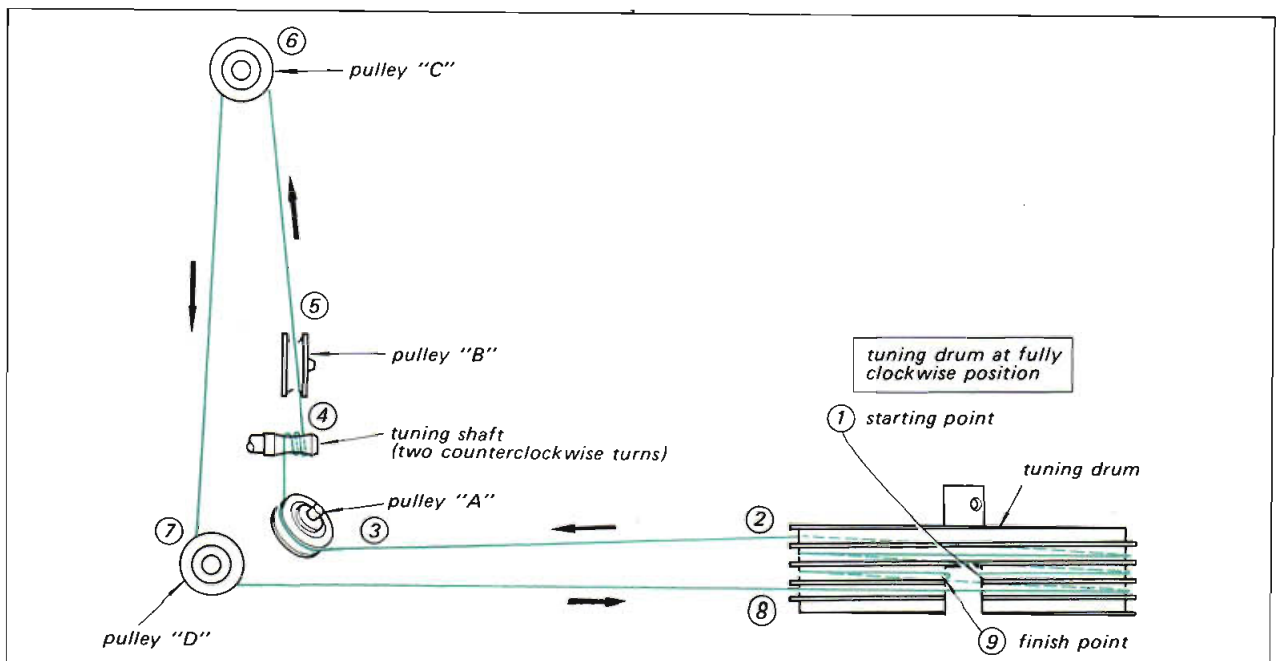 6
pulley "C"
5
pulley "B"
tuning drum at fully
clockwise position
4
1 starting point
tuning shaft
(two counterclockwise turns)
tuning drum
pulley "A"
7
3
2
8
pulley "D"
9 finish point